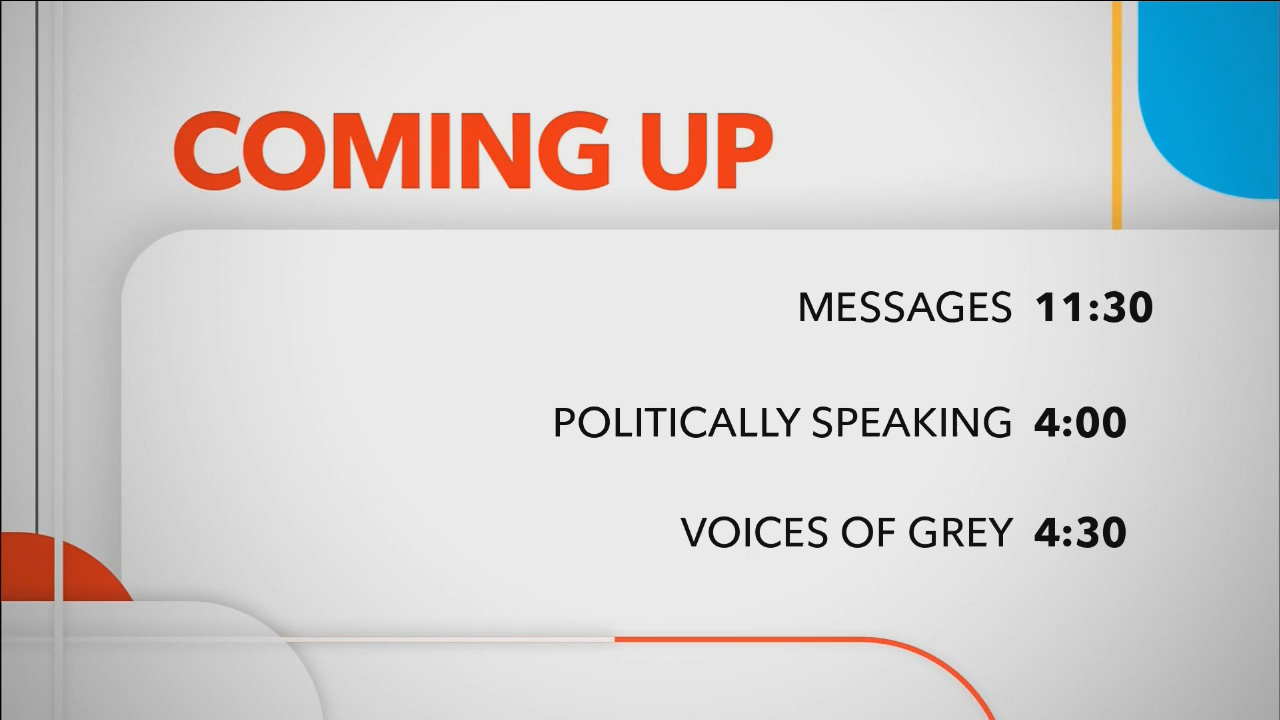 COMING UP
MESSAGES 11:30
POLITICALLY SPEAKING 4:00
VOICES OF GREY 4:30